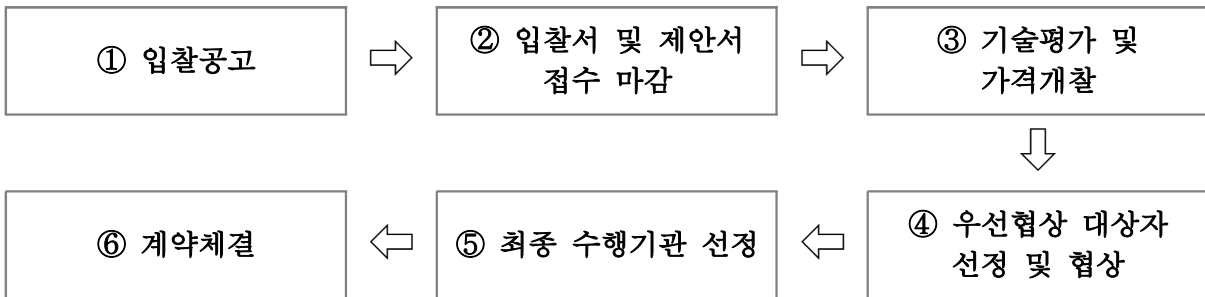 ① 입찰공고
② 입찰서 및 제안서
접수 마감
③ 기술평가 및
가격개찰
④ 우선협상 대상자
선정 및 협상
⑤ 최종 수행기관 선정
⑥ 계약체결